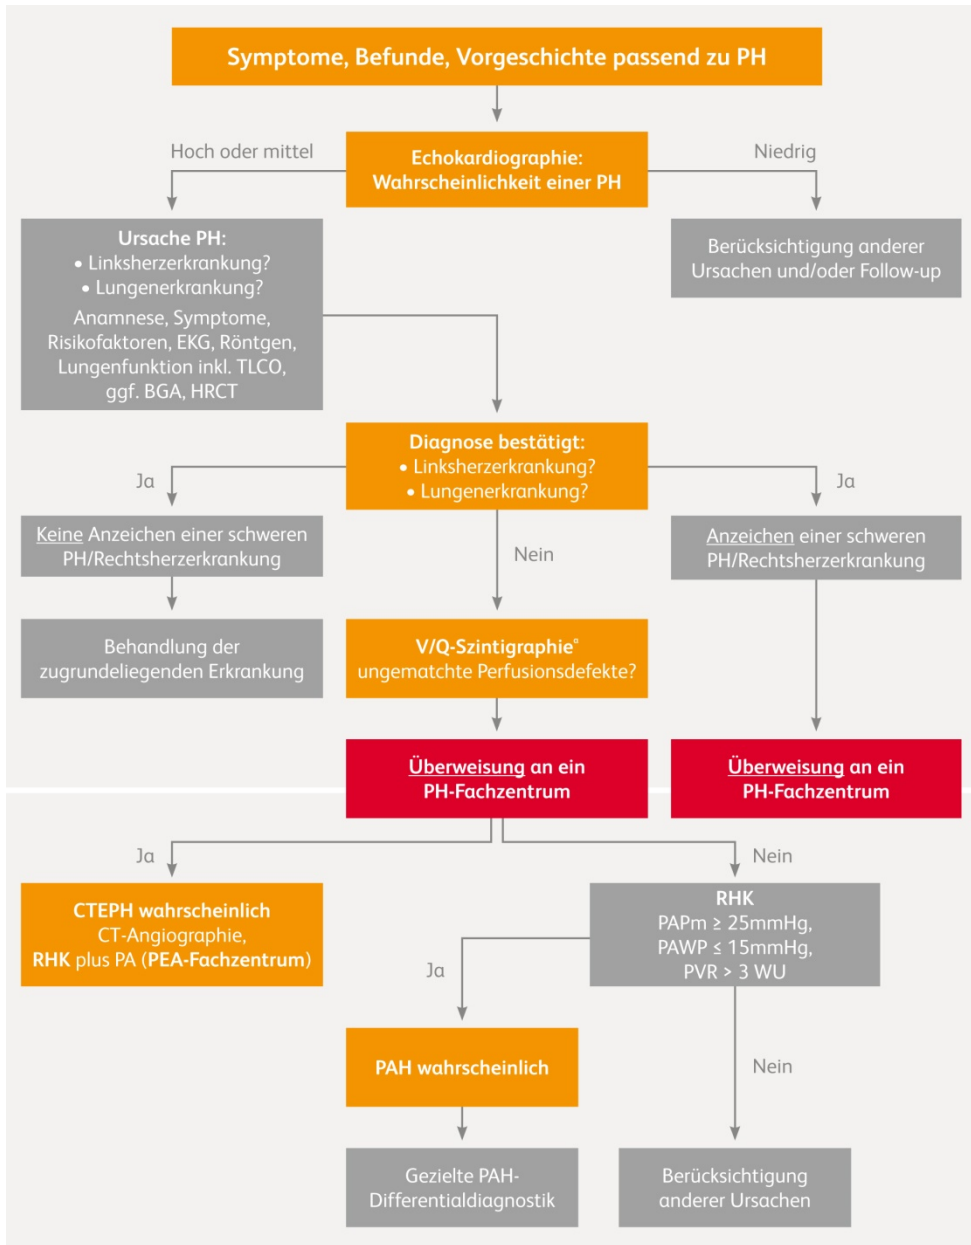 Symptome, Befunde, Vorgeschichte passend zu PH
Hoch oder mittel
Echokardiographie:
Wahrscheinlichkeit einer PH
Niedrig
Ursache PH:
• Linksherzerkrankung?
• Lungenerkrankung?
Anamnese, Symptome,
Risikofaktoren, EKG, Röntgen,
Lungenfunktion inkl. TLCO,
ggf. BGA, HRCT
Berücksichtigung anderer
Ursachen und/oder Follow-up
Diagnose bestätigt:
• Linksherzerkrankung?
• Lungenerkrankung?
Ja
Ja
Keine Anzeichen einer schweren
PH/Rechtsherzerkrankung
Nein
Anzeichen einer schweren
PH/Rechtsherzerkrankung
Behandlung der
zugrundeliegenden Erkrankung
V/Q-Szintigraphieª
ungematchte Perfusionsdefekte?
Überweisung an ein
PH-Fachzentrum
Überweisung an ein
PH-Fachzentrum
Ja
Nein
CTEPH wahrscheinlich
CT-Angiographie,
RHK plus PA (PEA-Fachzentrum)
RHK
PAPm ≥ 25mmHg,
PAWP ≤ 15mmHg,
PVR > 3 WU
Ja
PAH wahrscheinlich
Nein
Gezielte PAH-
Differentialdiagnostik
Berücksichtigung
anderer Ursachen